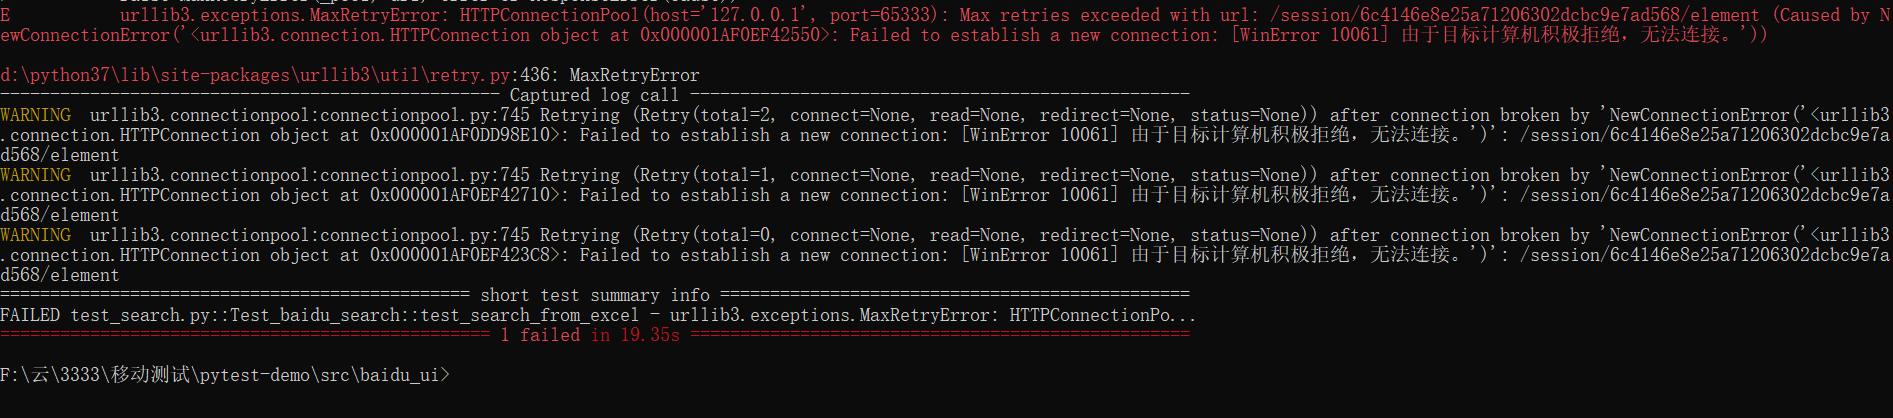 E urllib3.exceptions.MaxRetryError: HTTPConnectionPool(host='127.0.0.1', port=65333): Max retries exceeded with url: /session/6c4146e8e25a71206302dcbc9e7ad568/element (Caused by N
ewConnectionError('<urllib3.connection.HTTPConnection object at 0x000001AF0EF42550>: Failed to establish a new connection: [WinError 10061] 由于目标计算机积极拒绝，无法连接。'))
d:\python37\lib\site-packages\urllib3\util\retry.py:436: MaxRetryError
-------------------------------------------------- Captured log call --------------------------------------------------
WARNING  urllib3.connectionpool:connectionpool.py:745 Retrying (Retry(total=2, connect=None, read=None, redirect=None, status=None)) after connection broken by 'NewConnectionError('<urllib3
.connection.HTTPConnection object at 0x000001AF0DD98E10>: Failed to establish a new connection: [WinError 10061] 由于目标计算机积极拒绝，无法连接。')': /session/6c4146e8e25a71206302dcbc9e7a
d568/element
WARNING  urllib3.connectionpool:connectionpool.py:745 Retrying (Retry(total=1, connect=None, read=None, redirect=None, status=None)) after connection broken by 'NewConnectionError('<urllib3
.connection.HTTPConnection object at 0x000001AF0EF42710>: Failed to establish a new connection: [WinError 10061] 由于目标计算机积极拒绝，无法连接。')': /session/6c4146e8e25a71206302dcbc9e7a
d568/element
WARNING  urllib3.connectionpool:connectionpool.py:745 Retrying (Retry(total=0, connect=None, read=None, redirect=None, status=None)) after connection broken by 'NewConnectionError('<urllib3
.connection.HTTPConnection object at 0x000001AF0EF423C8>: Failed to establish a new connection: [WinError 10061] 由于目标计算机积极拒绝，无法连接。')': /session/6c4146e8e25a71206302dcbc9e7a
d568/element
=============================================== short test summary info ===============================================
FAILED test_search.py::Test_baidu_search::test_search_from_excel - urllib3.exceptions.MaxRetryError: HTTPConnectionPo...
================================================= 1 failed in 19.35s ==================================================
F:\云\3333\移动测试\pytest-demo\src\baidu_ui>